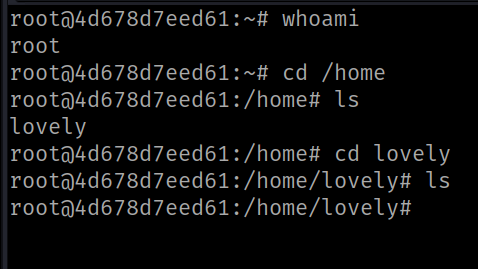 root@4d678d7eed61:~# whoami
root
root@4d678d7eed61:~# cd /home
root@4d678d7eed61:/home# ls
lovely
root@4d678d7eed61:/home# cd lovely
root@4d678d7eed61:/home/lovely# ls
root@4d678d7eed61:/home/lovely#